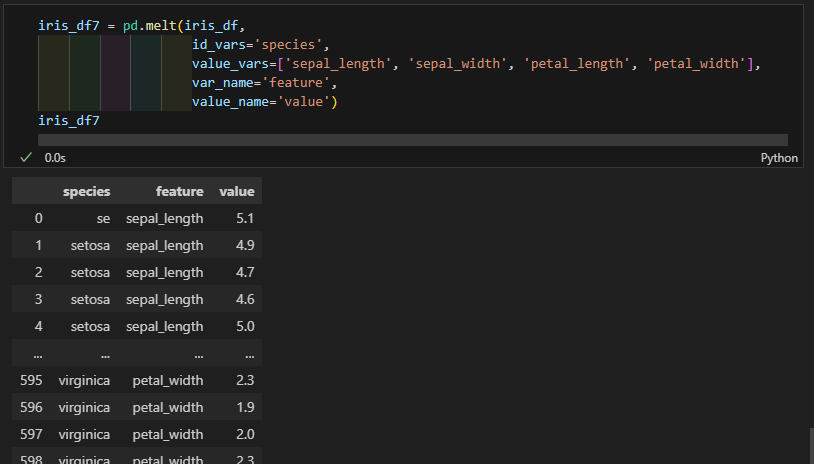 iris_df7 = pd.melt(iris_df,
id_vars='species',
value_vars=['sepal_length', 'sepal_width', 'petal_length', 'petal_width'],
var_name='feature',
value_name='value')
iris_df7
✓ 0.0s Python
species feature value
0 se sepal_length 5.1
1 setosa sepal_length 4.9
2 setosa sepal_length 4.7
3 setosa sepal_length 4.6
4 setosa sepal_length 5.0
... ... ... ...
595 virginica petal_width 2.3
596 virginica petal_width 1.9
597 virginica petal_width 2.0
598 virginica petal_width 2.3